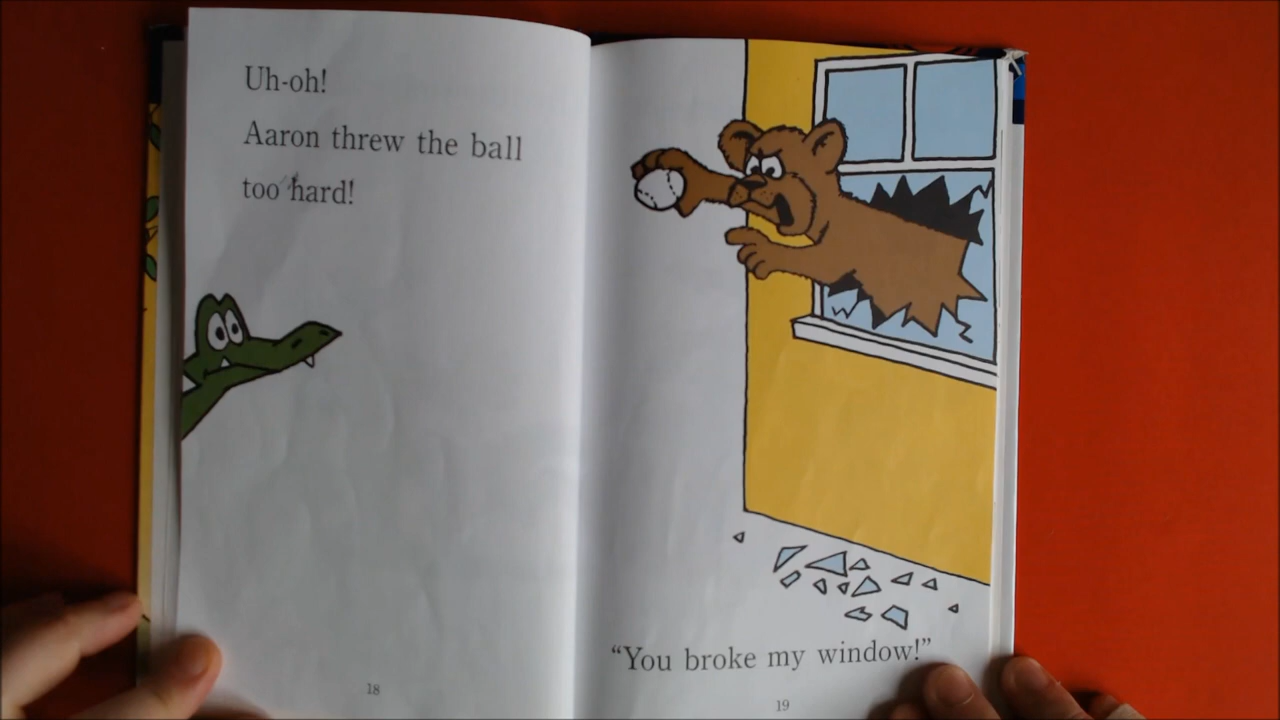 Uh-oh!
Aaron threw the ball
too hard!
18
“You broke my window!”
19